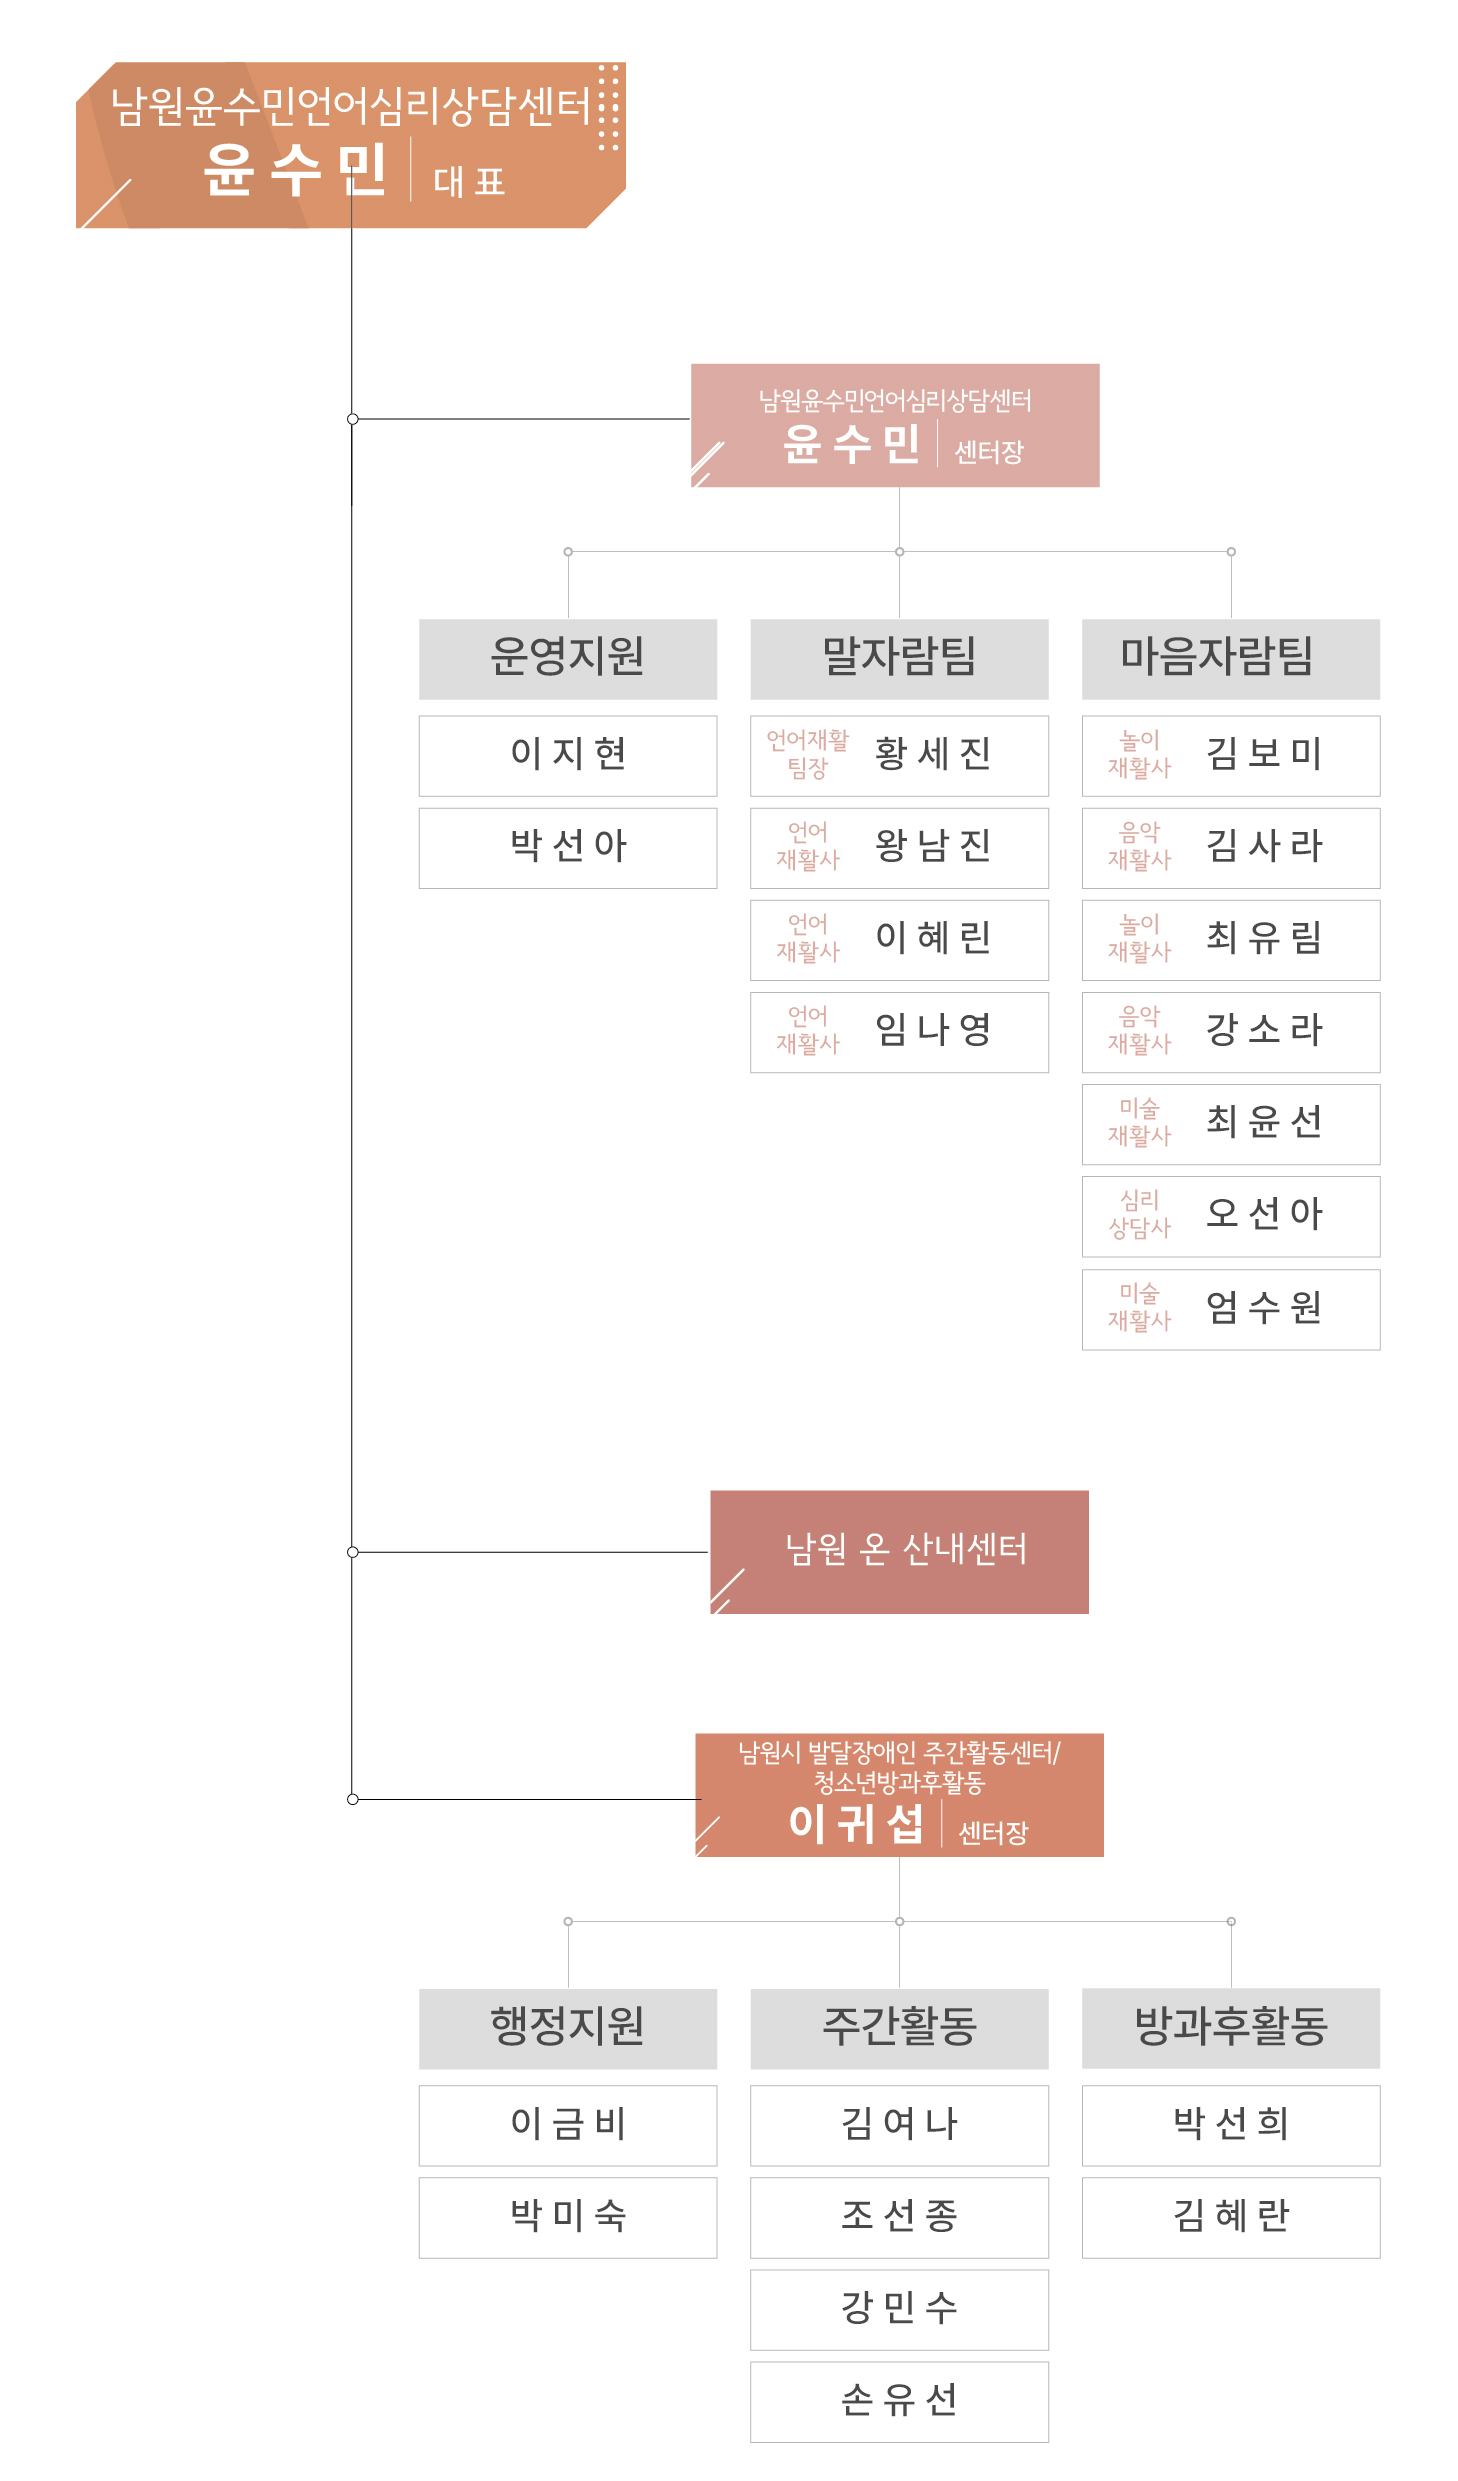 남원윤수민언어심리상담센터
윤수민 대표
남원윤수민언어심리상담센터
윤수민 센터장
운영지원
이지현
박선아
말자람팀
언어재활
팀장
황세진
언어
재활사
왕남진
언어
재활사
이혜린
언어
재활사
임나영
마음자람팀
놀이
재활사
김보미
음악
재활사
김사라
놀이
재활사
최유림
음악
재활사
강소라
미술
재활사
최윤선
심리
상담사
오선아
미술
재활사
엄수원
남원 온 산내센터
남원시 발달장애인 주간활동센터/
청소년방과후활동
이귀섭 센터장
행정지원
이금비
박미숙
주간활동
김여나
조선종
강민수
손유선
방과후활동
박선희
김혜란